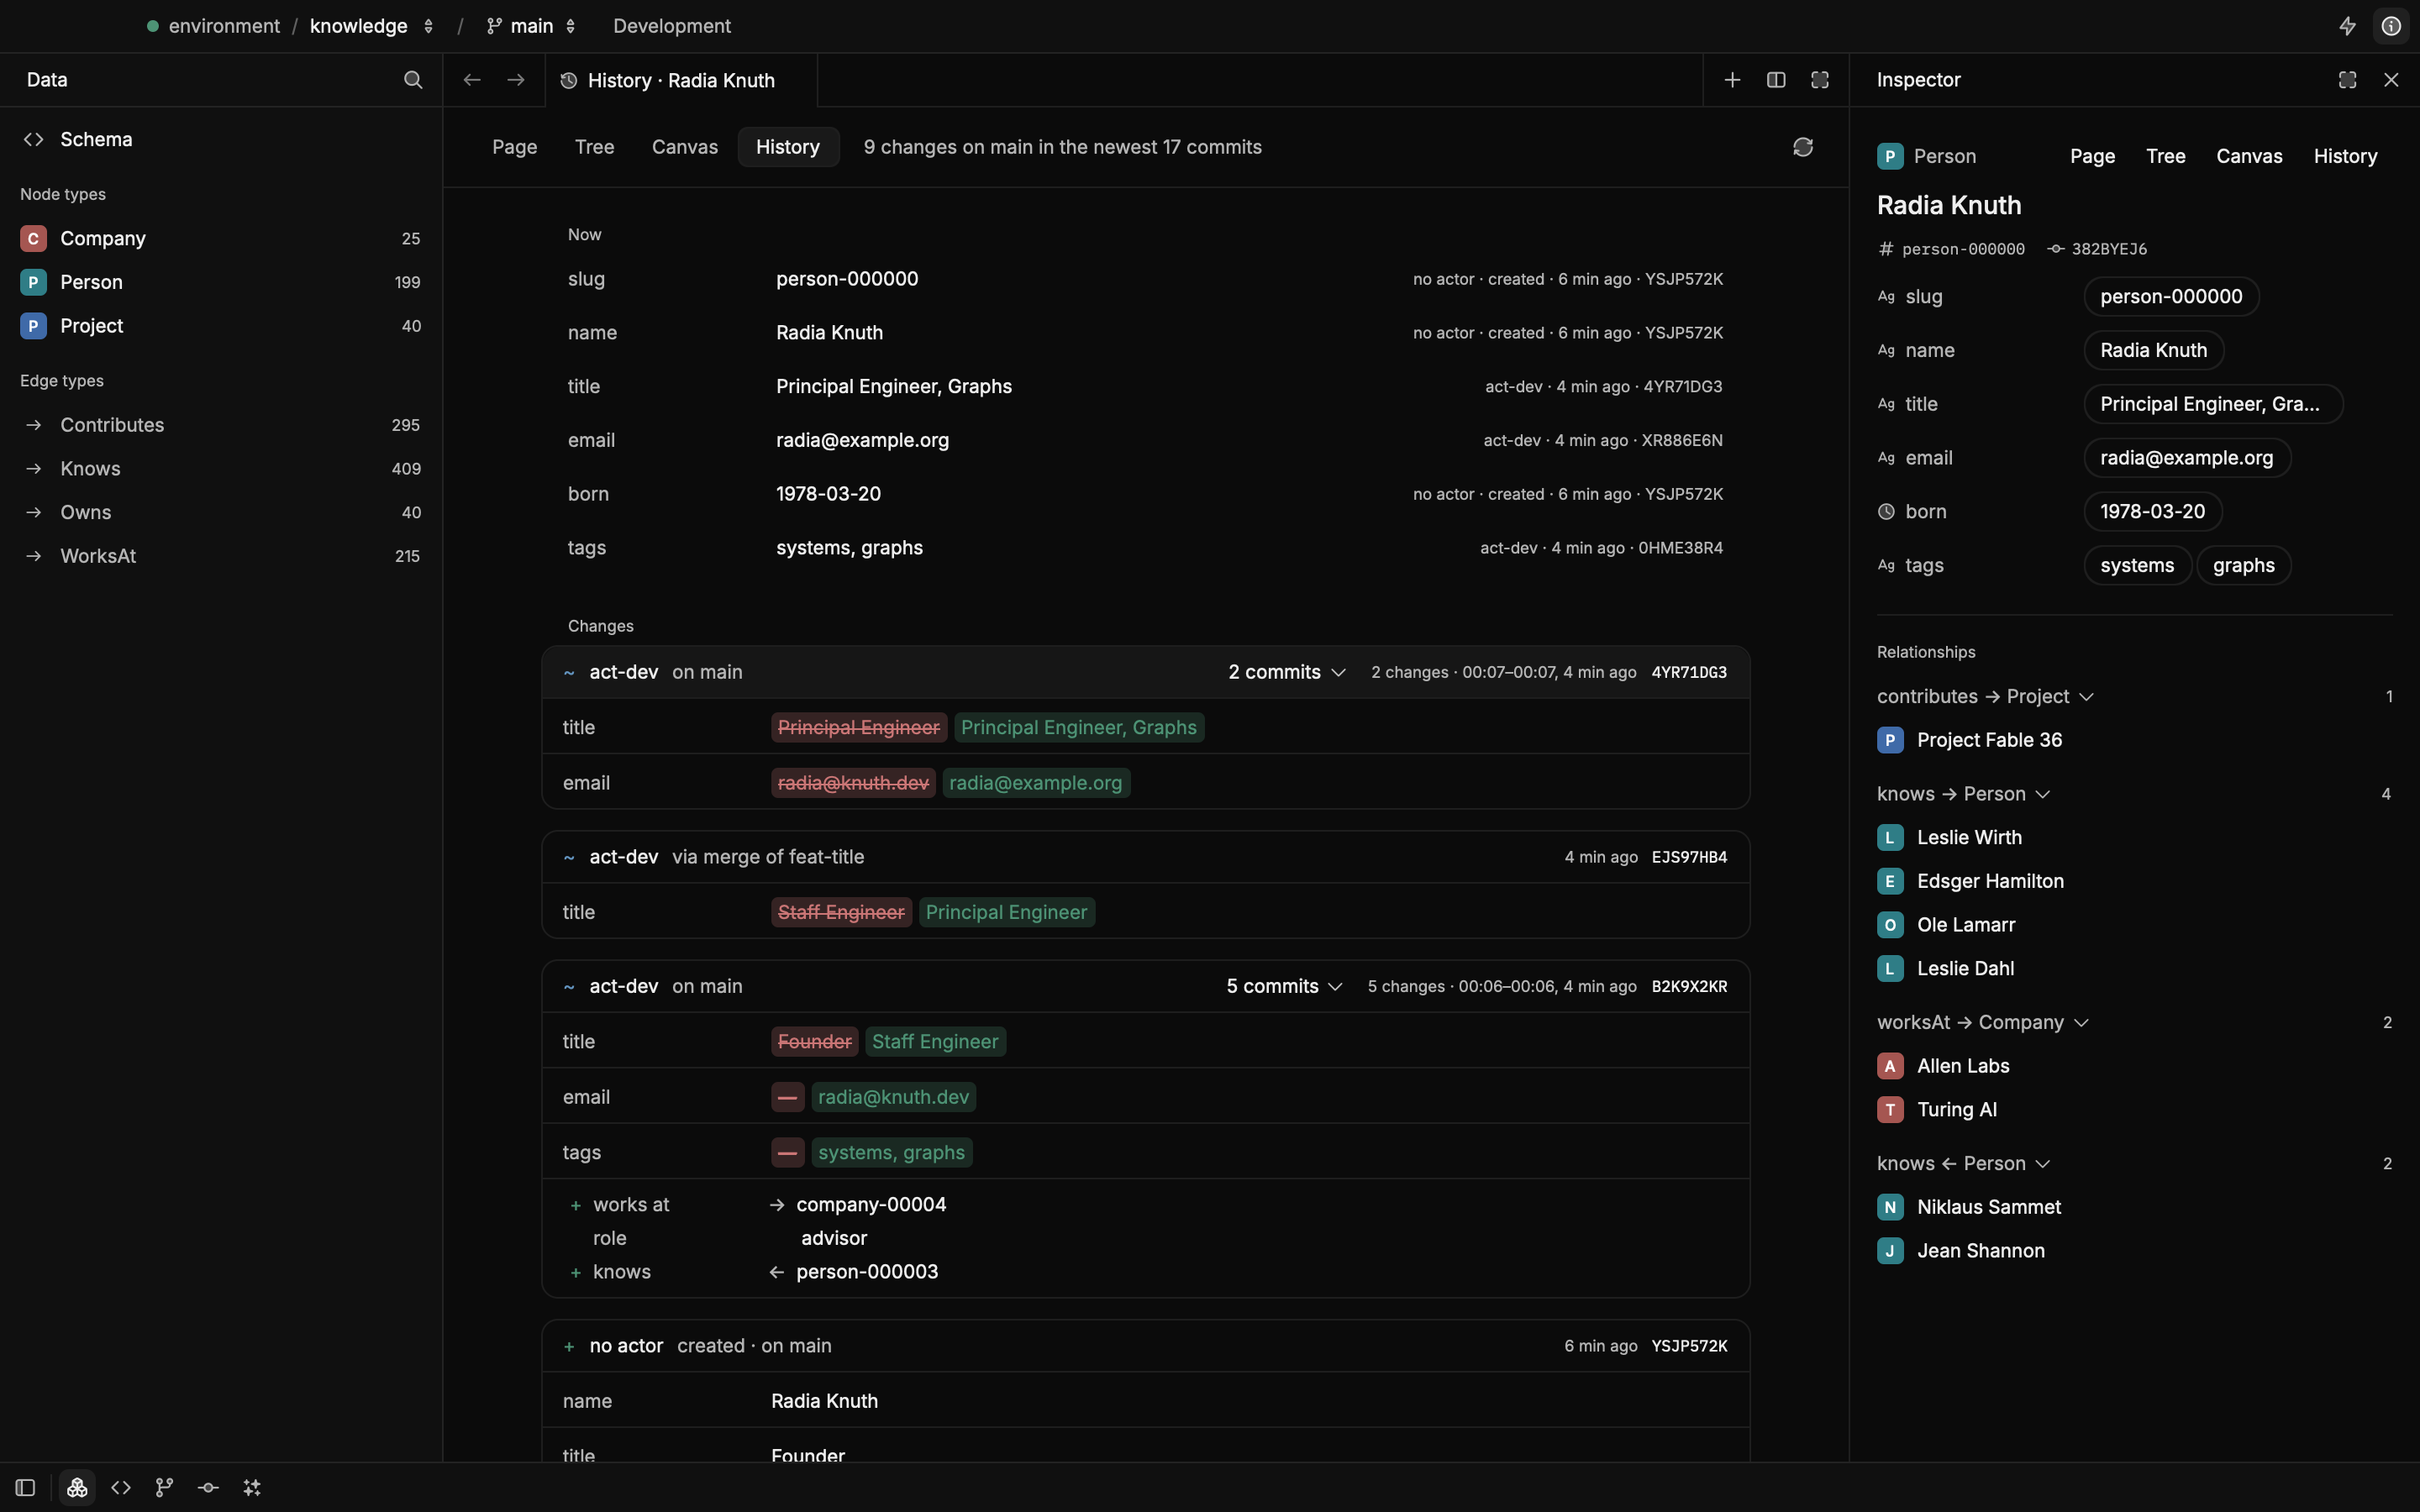 environment / knowledge / main Development
Data
Schema
Node types
C Company 25
P Person 199
P Project 40
Edge types
→ Contributes 295
→ Knows 409
→ Owns 40
→ WorksAt 215
History · Radia Knuth
Page Tree Canvas History 9 changes on main in the newest 17 commits
Now
slug person-000000 no actor · created · 6 min ago · YSJP572K
name Radia Knuth no actor · created · 6 min ago · YSJP572K
title Principal Engineer, Graphs act-dev · 4 min ago · 4YR71DG3
email radia@example.org act-dev · 4 min ago · XR886E6N
born 1978-03-20 no actor · created · 6 min ago · YSJP572K
tags systems, graphs act-dev · 4 min ago · 0HME38R4
Changes
~ act-dev on main 2 commits 2 changes · 00:07–00:07, 4 min ago 4YR71DG3
title Principal Engineer Principal Engineer, Graphs
email radia@knuth.dev radia@example.org
~ act-dev via merge of feat-title 4 min ago EJS97HB4
title Staff Engineer Principal Engineer
~ act-dev on main 5 commits 5 changes · 00:06–00:06, 4 min ago B2K9X2KR
title Founder Staff Engineer
email — radia@knuth.dev
tags — systems, graphs
+ works at → company-00004
role advisor
+ knows ← person-000003
+ no actor created · on main 6 min ago YSJP572K
name Radia Knuth
title Founder
Inspector
P Person Page Tree Canvas History
Radia Knuth
# person-000000 382BYEJ6
Ag slug person-000000
Ag name Radia Knuth
Ag title Principal Engineer, Gra...
Ag email radia@example.org
born 1978-03-20
Ag tags systems graphs
Relationships
contributes → Project 1
P Project Fable 36
knows → Person 4
L Leslie Wirth
E Edsger Hamilton
O Ole Lamarr
L Leslie Dahl
worksAt → Company 2
A Allen Labs
T Turing AI
knows ← Person 2
N Niklaus Sammet
J Jean Shannon